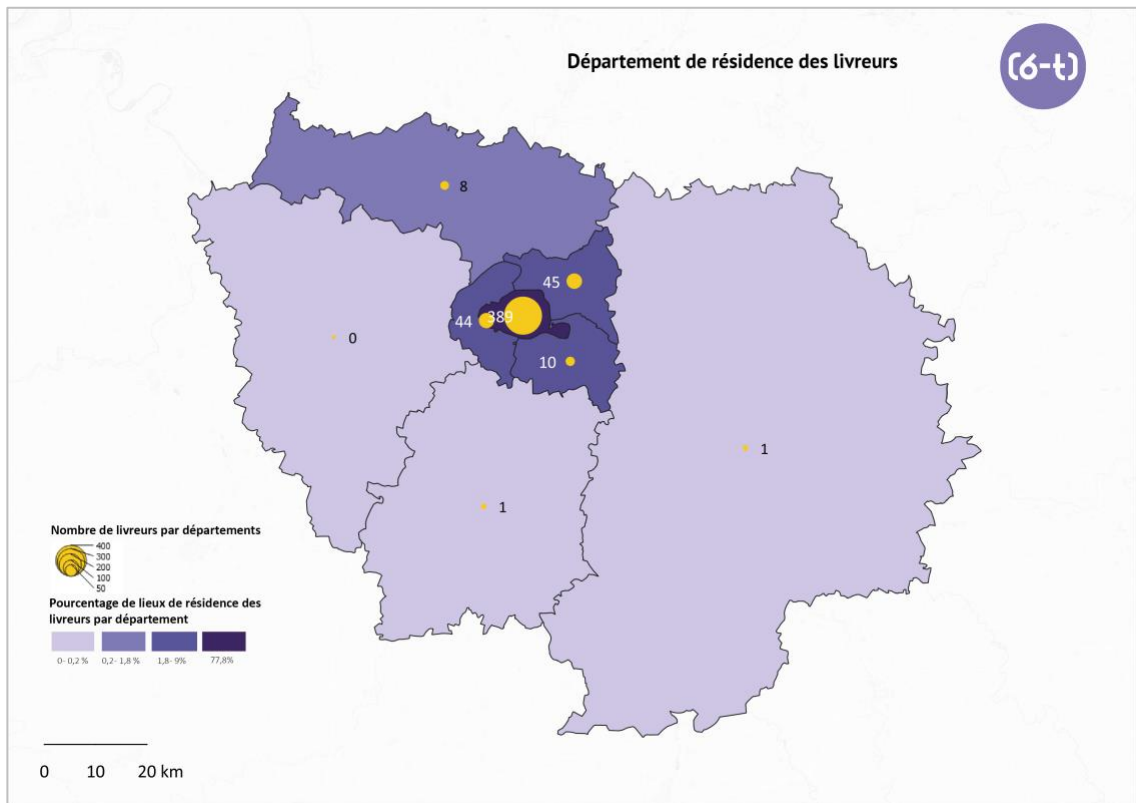 Département de résidence des livreurs
(6-t)
8
45
389
44
0
10
1
1
Nombre de livreurs par départements
400
300
200
100
50
Pourcentage de lieux de résidence des
livreurs par département
0- 0,2 %
0,2- 1,8 %
1,8- 9%
77,8%
0 10 20 km